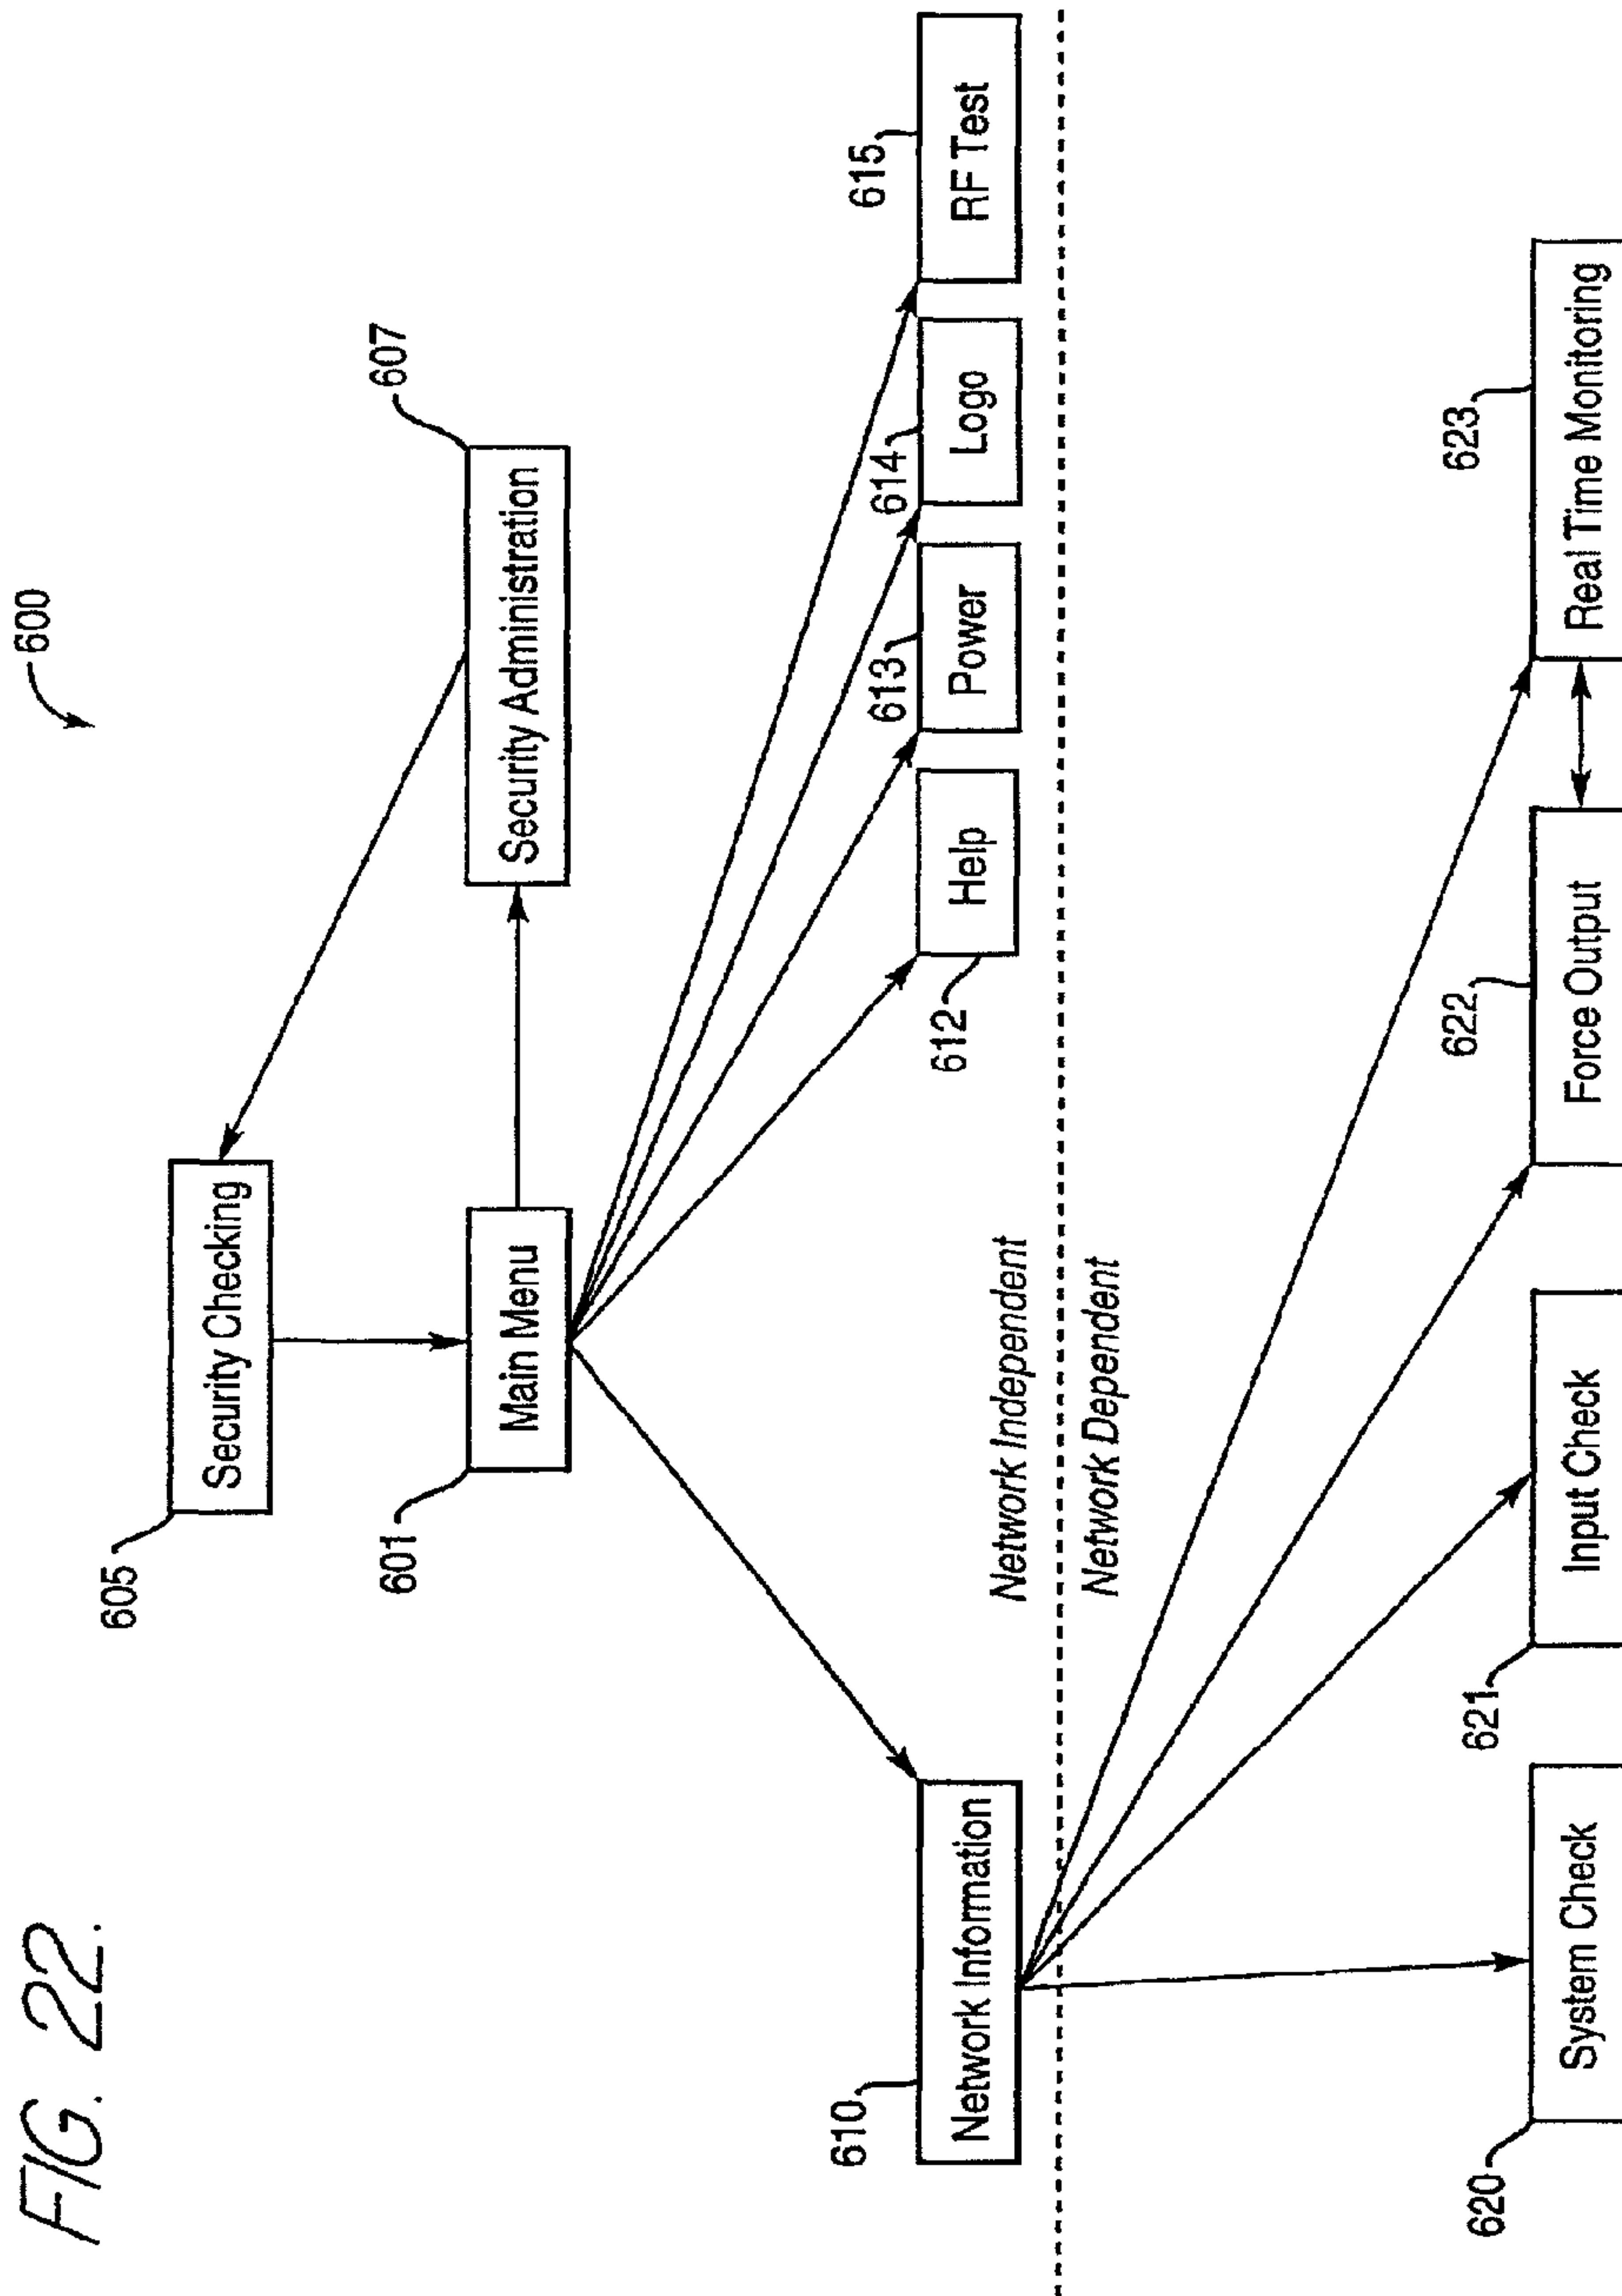 FIG. 22.
600
605
Security Checking
601
Main Menu
607
Security Administration
610
Network Information
612
Help
613
Power
614
Logo
615
RF Test
Network Independent
Network Dependent
620
System Check
621
Input Check
622
Force Output
623
Real Time Monitoring